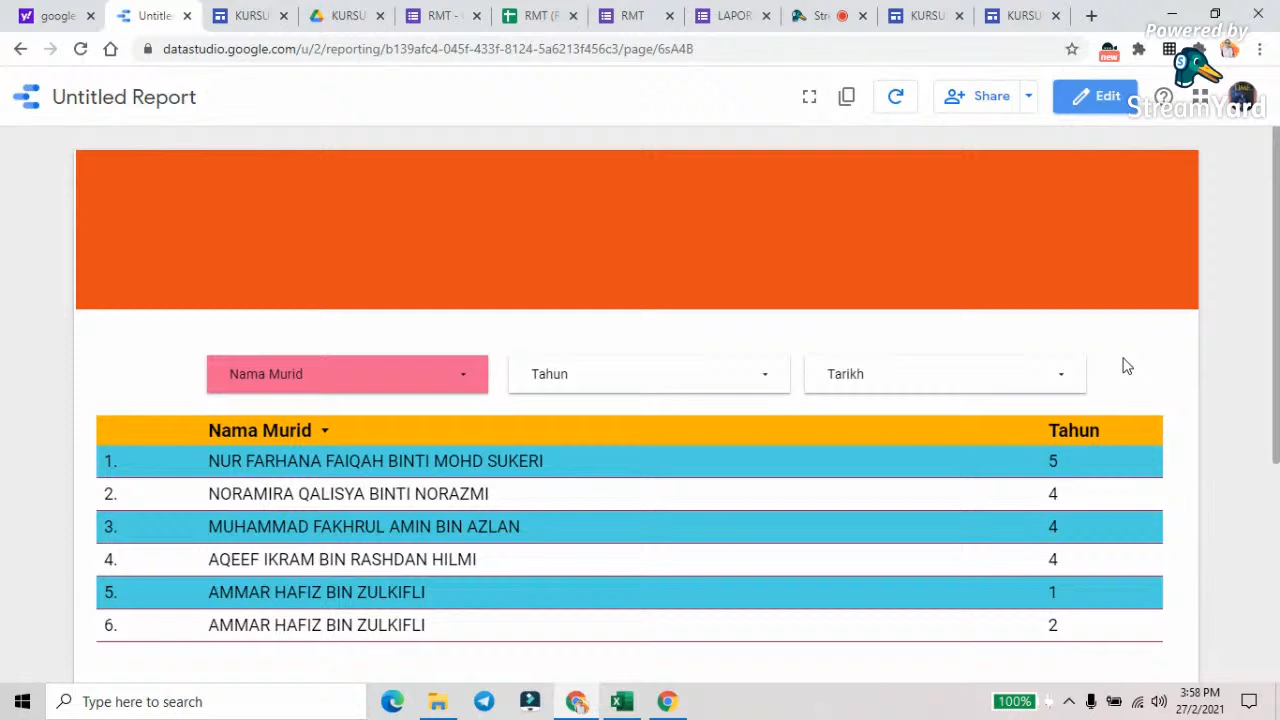 google
Untitle
KURSU
KURSU
RMT -
RMT (
RMT
LAPOR
Str
KURSU
KURSU
datastudio.google.com/u/2/reporting/b139afc4-045f-433f-8124-5a6213f456c3/page/6sA4B
new
Powered by
StreamYard
Untitled Report
Share
Edit
Nama Murid
Tahun
Tarikh
Nama Murid Tahun
1. NUR FARHANA FAIQAH BINTI MOHD SUKERI 5
2. NORAMIRA QALISYA BINTI NORAZMI 4
3. MUHAMMAD FAKHRUL AMIN BIN AZLAN 4
4. AQEEF IKRAM BIN RASHDAN HILMI 4
5. AMMAR HAFIZ BIN ZULKIFLI 1
6. AMMAR HAFIZ BIN ZULKIFLI 2
Type here to search
100%
3:58 PM
27/2/2021